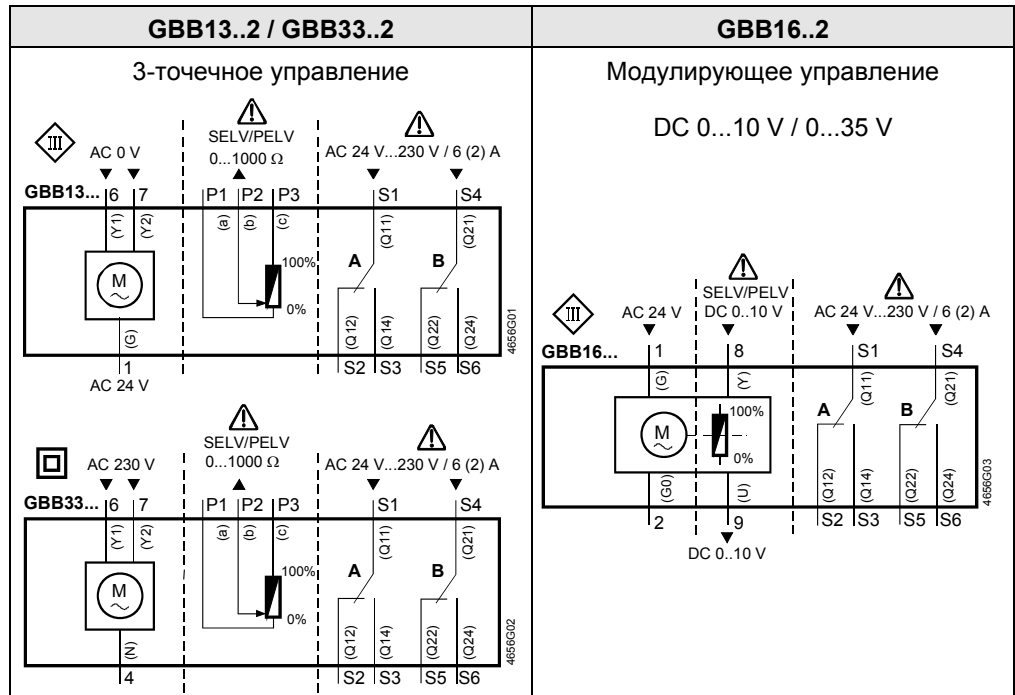 GBB13..2 / GBB33..2
GBB16..2
3-точечное управление
Модулирующее управление
DC 0...10 V / 0...35 V
III
AC 0 V
SELV/PELV
0...1000 Ω
AC 24 V...230 V / 6 (2) A
GBB13... 6 7 P1 P2 P3 S1 S4
(Y1) (Y2) (a) (b) (c) (Q11) (Q21)
M
100%
0%
A B
(G) (Q12) (Q14) (Q22) (Q24)
4656G01
1 S2 S3 S5 S6
AC 24 V
AC 230 V
SELV/PELV
0...1000 Ω
AC 24 V...230 V / 6 (2) A
GBB33... 6 7 P1 P2 P3 S1 S4
(Y1) (Y2) (a) (b) (c) (Q11) (Q21)
M
100%
0%
A B
(N) (Q12) (Q14) (Q22) (Q24)
4656G02
4 S2 S3 S5 S6
III
AC 24 V
SELV/PELV
DC 0..10 V
AC 24 V...230 V / 6 (2) A
GBB16... 1 8 S1 S4
(G) (Y) (Q11) (Q21)
M
100%
0%
A B
(G0) (U) (Q12) (Q14) (Q22) (Q24)
4656G03
2 9 S2 S3 S5 S6
DC 0..10 V